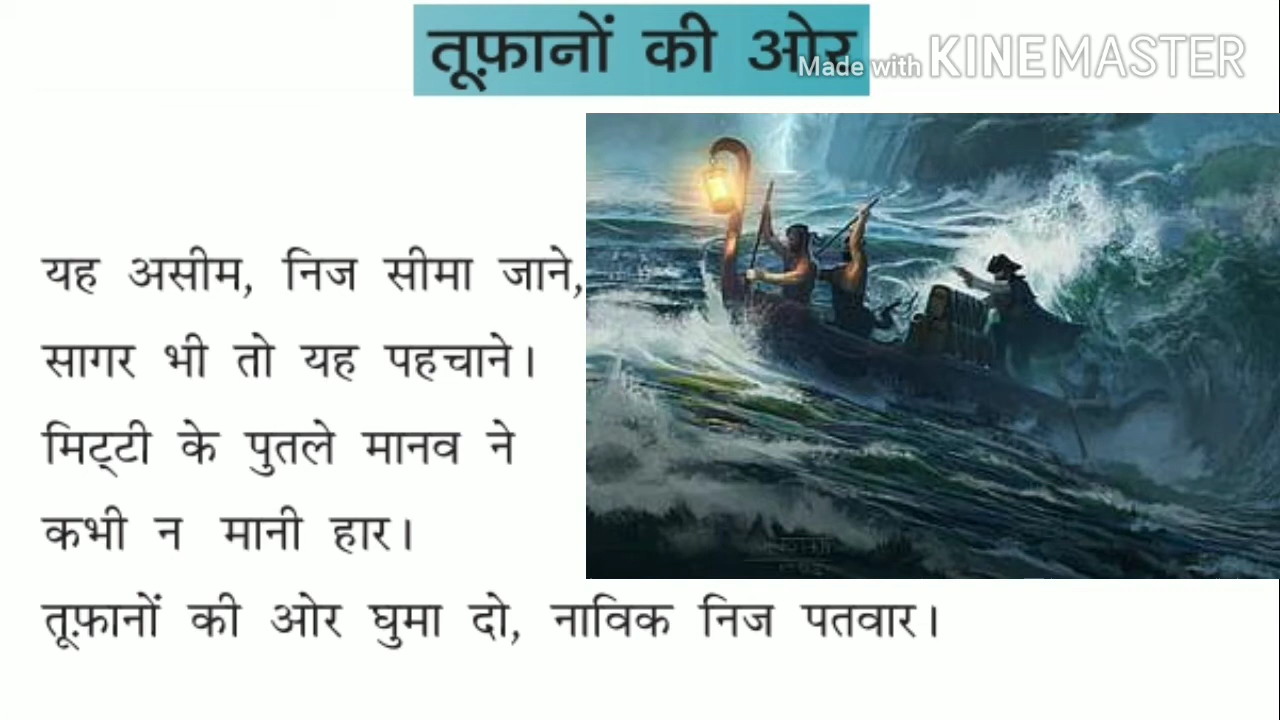 तूफ़ानों की ओर
Made with KINEMASTER
यह असीम, निज सीमा जाने,
सागर भी तो यह पहचाने।
मिट्टी के पुतले मानव ने
कभी न मानी हार।
तूफ़ानों की ओर घुमा दो, नाविक निज पतवार।